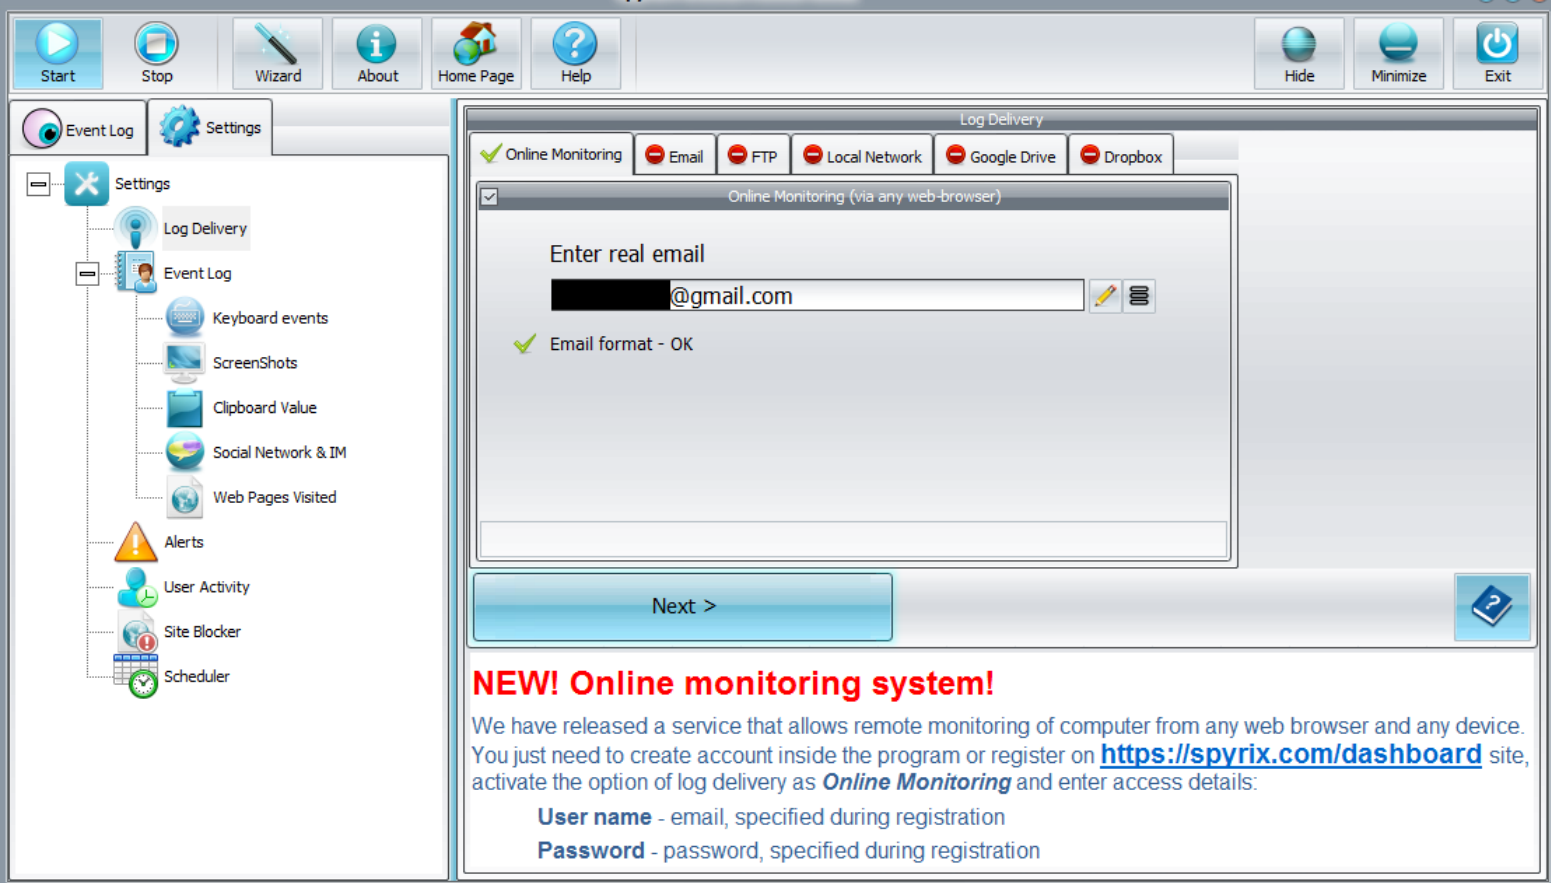 Start
Stop
Wizard
About
Home Page
Help
Hide
Minimize
Exit
Event Log
Settings
Settings
Log Delivery
Event Log
Keyboard events
ScreenShots
Clipboard Value
Social Network & IM
Web Pages Visited
Alerts
User Activity
Site Blocker
Scheduler
Log Delivery
Online Monitoring
Email
FTP
Local Network
Google Drive
Dropbox
Online Monitoring (via any web-browser)
Enter real email
@gmail.com
Email format - OK
Next >
NEW! Online monitoring system!
We have released a service that allows remote monitoring of computer from any web browser and any device.
You just need to create account inside the program or register on https://spyrix.com/dashboard site,
activate the option of log delivery as Online Monitoring and enter access details:
User name - email, specified during registration
Password - password, specified during registration